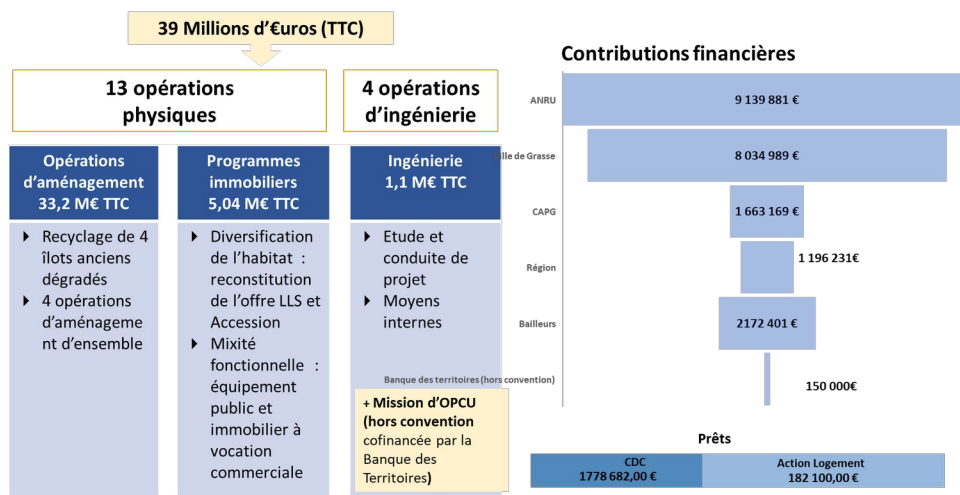 39 Millions d'€uros (TTC)
13 opérations
physiques
4 opérations
d'ingénierie
Opérations
d'aménagement
33,2 M€ TTC
Recyclage de 4
îlots anciens
dégradés
4 opérations
d'aménageme
nt d'ensemble
Programmes
immobiliers
5,04 M€ TTC
Diversification
de l'habitat :
reconstitution
de l'offre LLS et
Accession
Mixité
fonctionnelle :
équipement
public et
immobilier à
vocation
commerciale
Ingénierie
1,1 M€ TTC
Etude et
conduite de
projet
Moyens
internes
+ Mission d'OPCU
(hors convention
cofinancée par la
Banque des
Territoires)
Contributions financières
ANRU
9 139 881 €
ille de Grasse
8 034 989 €
CAPG
1 663 169 €
Région
1 196 231€
Bailleurs
2172 401 €
Banque des territoires (hors convention)
150 000€
Prêts
CDC
1778 682,00 €
Action Logement
182 100,00 €